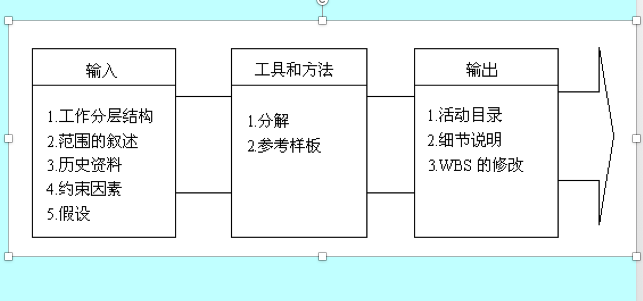 输入
1.工作分层结构
2.范围的叙述
3.历史资料
4.约束因素
5.假设
工具和方法
1.分解
2.参考样板
输出
1.活动目录
2.细节说明
3.WBS 的修改